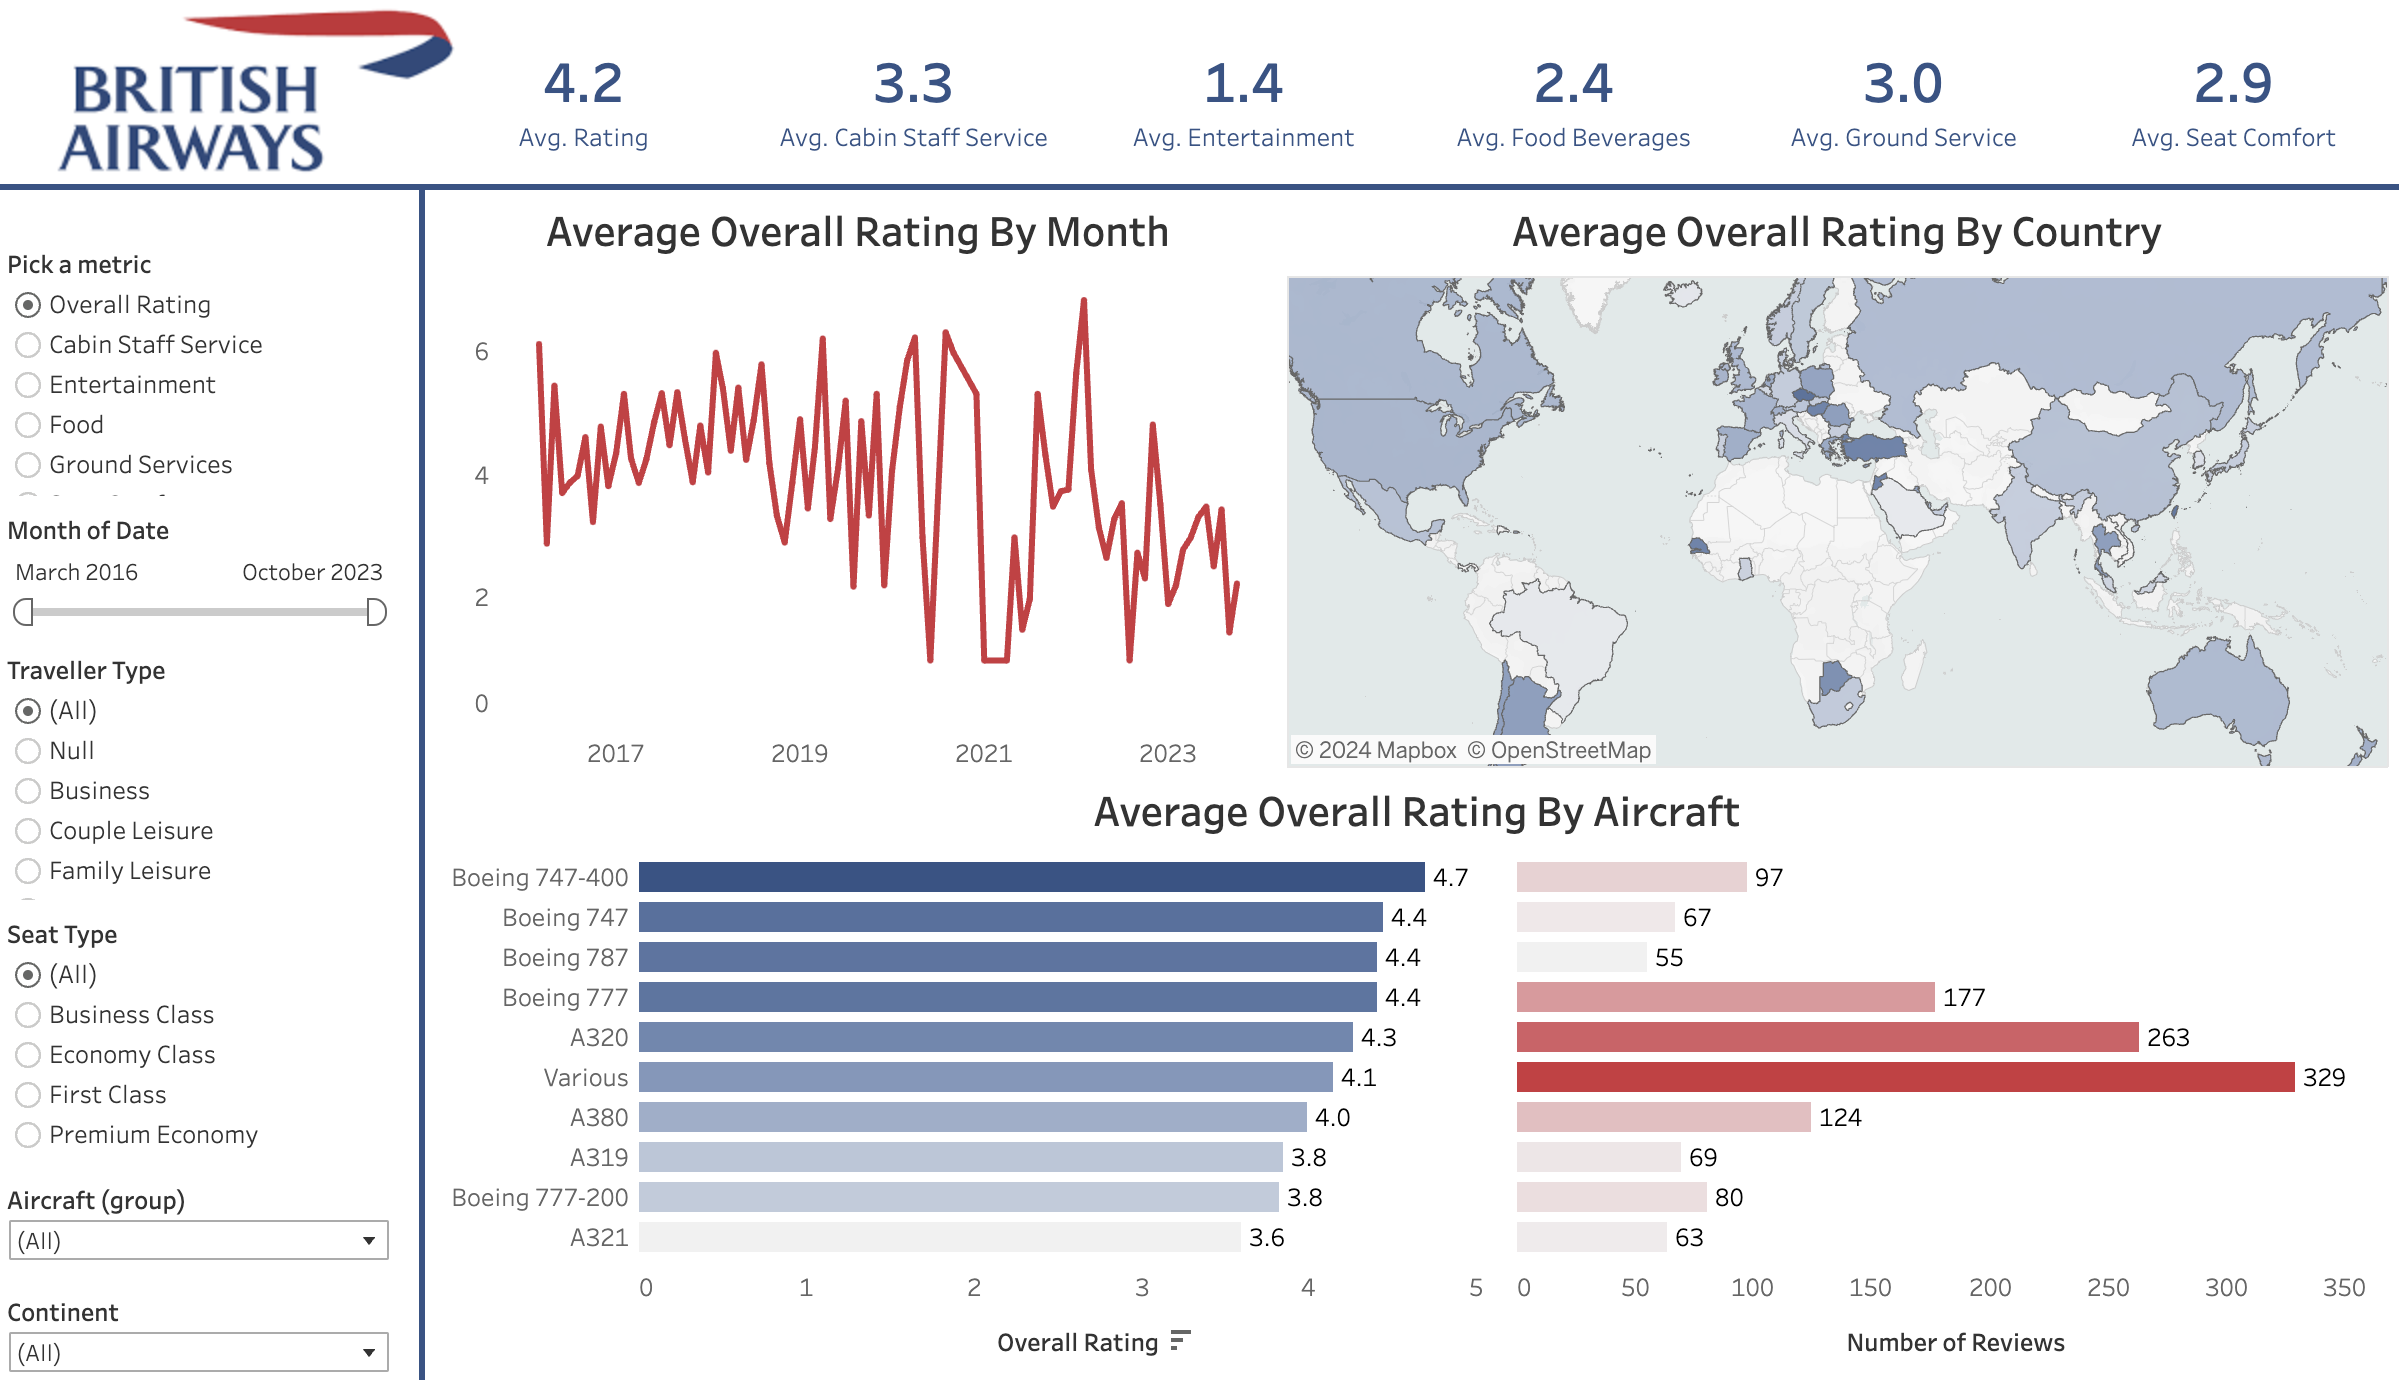 BRITISH
AIRWAYS
4.2
Avg. Rating
3.3
Avg. Cabin Staff Service
1.4
Avg. Entertainment
2.4
Avg. Food Beverages
3.0
Avg. Ground Service
2.9
Avg. Seat Comfort
Pick a metric
Overall Rating
Cabin Staff Service
Entertainment
Food
Ground Services
Month of Date
March 2016 October 2023
Traveller Type
(All)
Null
Business
Couple Leisure
Family Leisure
Seat Type
(All)
Business Class
Economy Class
First Class
Premium Economy
Aircraft (group)
(All)
Continent
(All)
Average Overall Rating By Month
6
4
2
0
2017 2019 2021 2023
Average Overall Rating By Country
© 2024 Mapbox © OpenStreetMap
Average Overall Rating By Aircraft
Boeing 747-400 4.7 97
Boeing 747 4.4 67
Boeing 787 4.4 55
Boeing 777 4.4 177
A320 4.3 263
Various 4.1 329
A380 4.0 124
A319 3.8 69
Boeing 777-200 3.8 80
A321 3.6 63
0 1 2 3 4 5 0 50 100 150 200 250 300 350
Overall Rating Number of Reviews